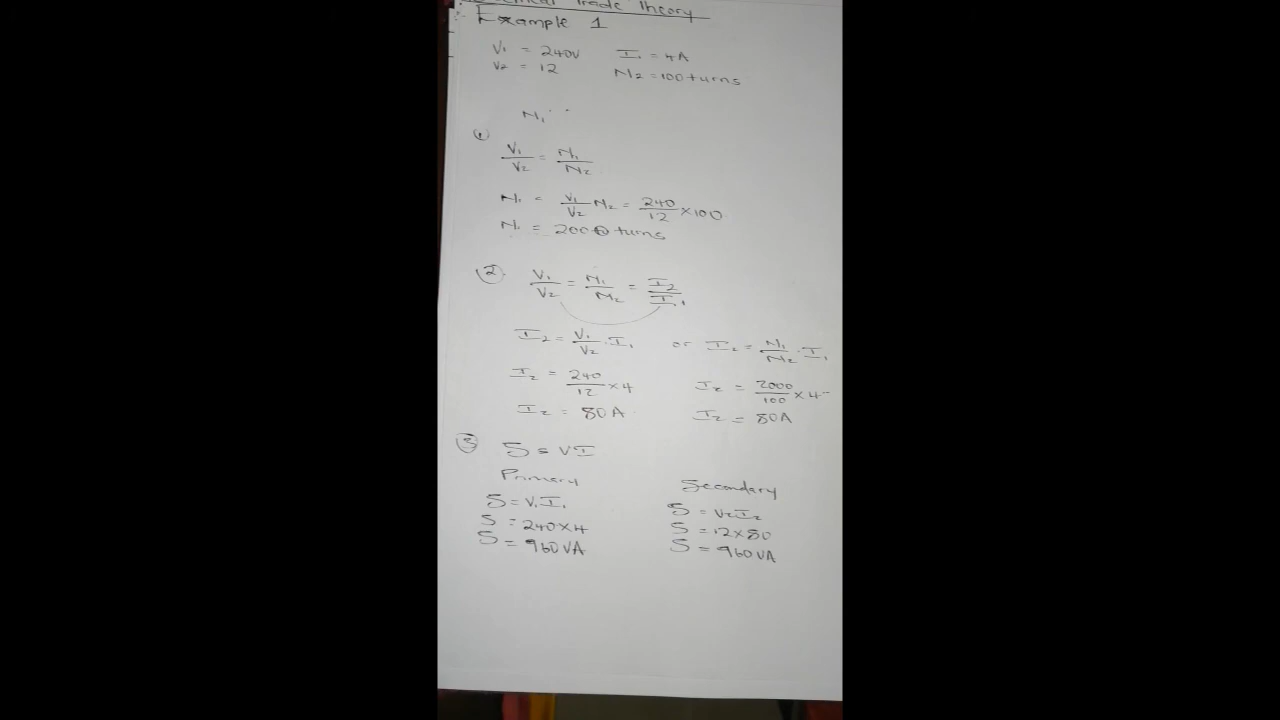 Trade Theory
Example 1
V1 = 240V I1 = 4A
V2 = 12 N2 = 100 turns
N1
①
V1/V2 = N1/N2
N1 = V1/V2 N2 = 240/12 × 100
N1 = 2000 turns
② V1/V2 = N1/N2 = I2/I1
I2 = V1/V2 · I1 or I2 = N1/N2 · I1
I2 = 240/12 × 4 I2 = 2000/100 × 4
I2 = 80A I2 = 80A
③ S = VI
Primary Secondary
S = V1I1 S = V2I2
S = 240 × 4 S = 12 × 80
S = 960VA S = 960VA